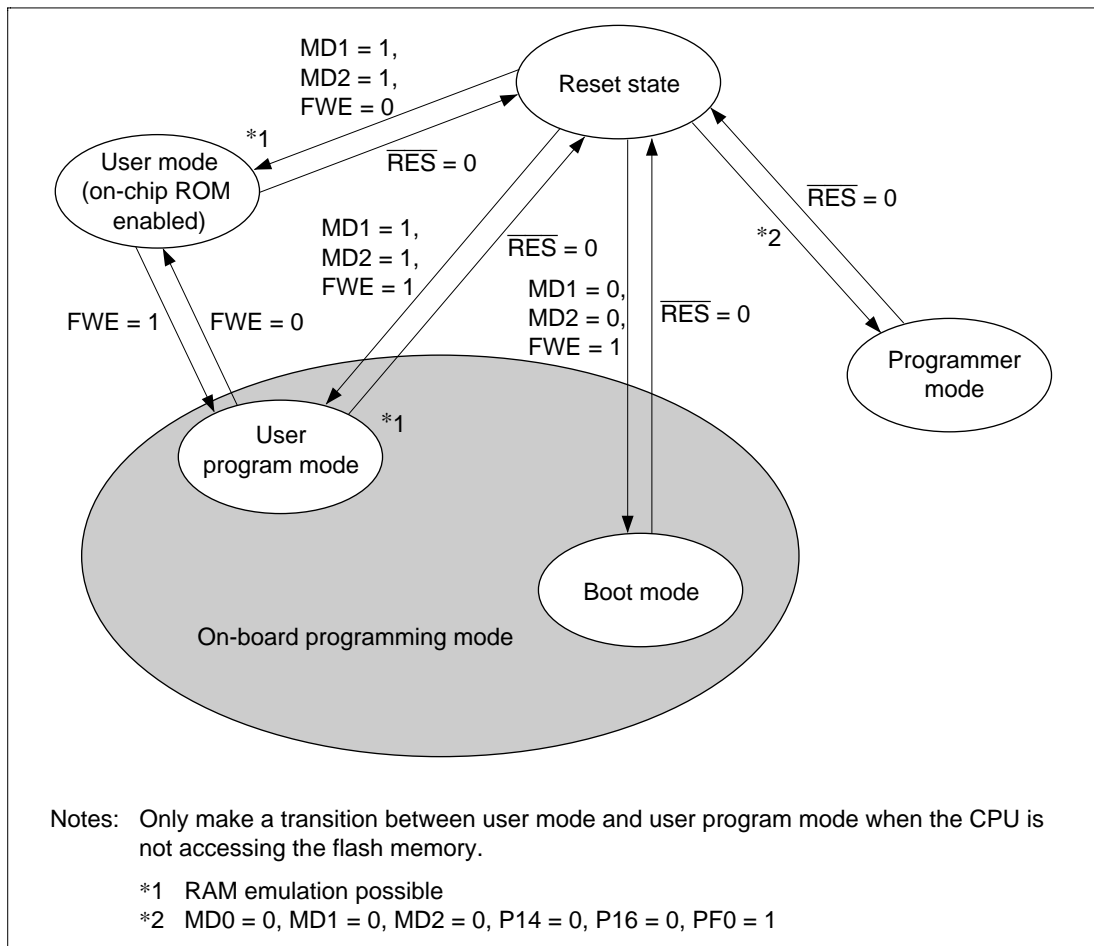 MD1 = 1,
MD2 = 1,
FWE = 0
Reset state
*1
User mode
(on-chip ROM
enabled)
R̅E̅S̅ = 0
MD1 = 1,
MD2 = 1,
FWE = 1
R̅E̅S̅ = 0
*2
R̅E̅S̅ = 0
FWE = 1
FWE = 0
MD1 = 0,
MD2 = 0,
FWE = 1
R̅E̅S̅ = 0
Programmer
mode
*1
User
program mode
Boot mode
On-board programming mode
Notes: Only make a transition between user mode and user program mode when the CPU is
not accessing the flash memory.
*1 RAM emulation possible
*2 MD0 = 0, MD1 = 0, MD2 = 0, P14 = 0, P16 = 0, PF0 = 1